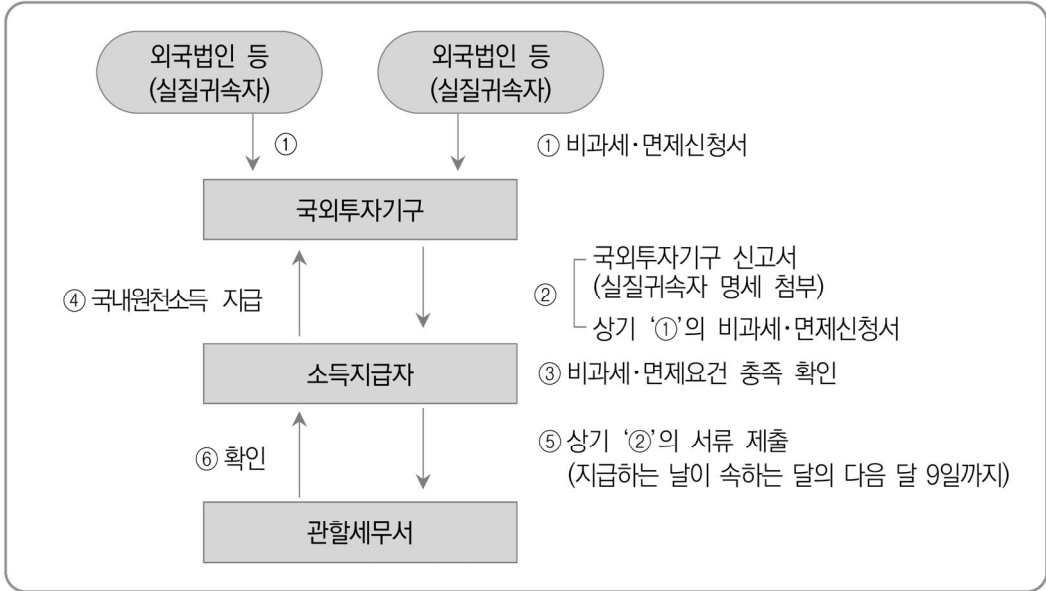 외국법인 등
(실질귀속자)
외국법인 등
(실질귀속자)
①
① 비과세·면제신청서
국외투자기구
④ 국내원천소득 지급
②
국외투자기구 신고서
(실질귀속자 명세 첨부)
상기 '①'의 비과세·면제신청서
소득지급자
③ 비과세·면제요건 충족 확인
⑥ 확인
⑤ 상기 '②'의 서류 제출
(지급하는 날이 속하는 달의 다음 달 9일까지)
관할세무서